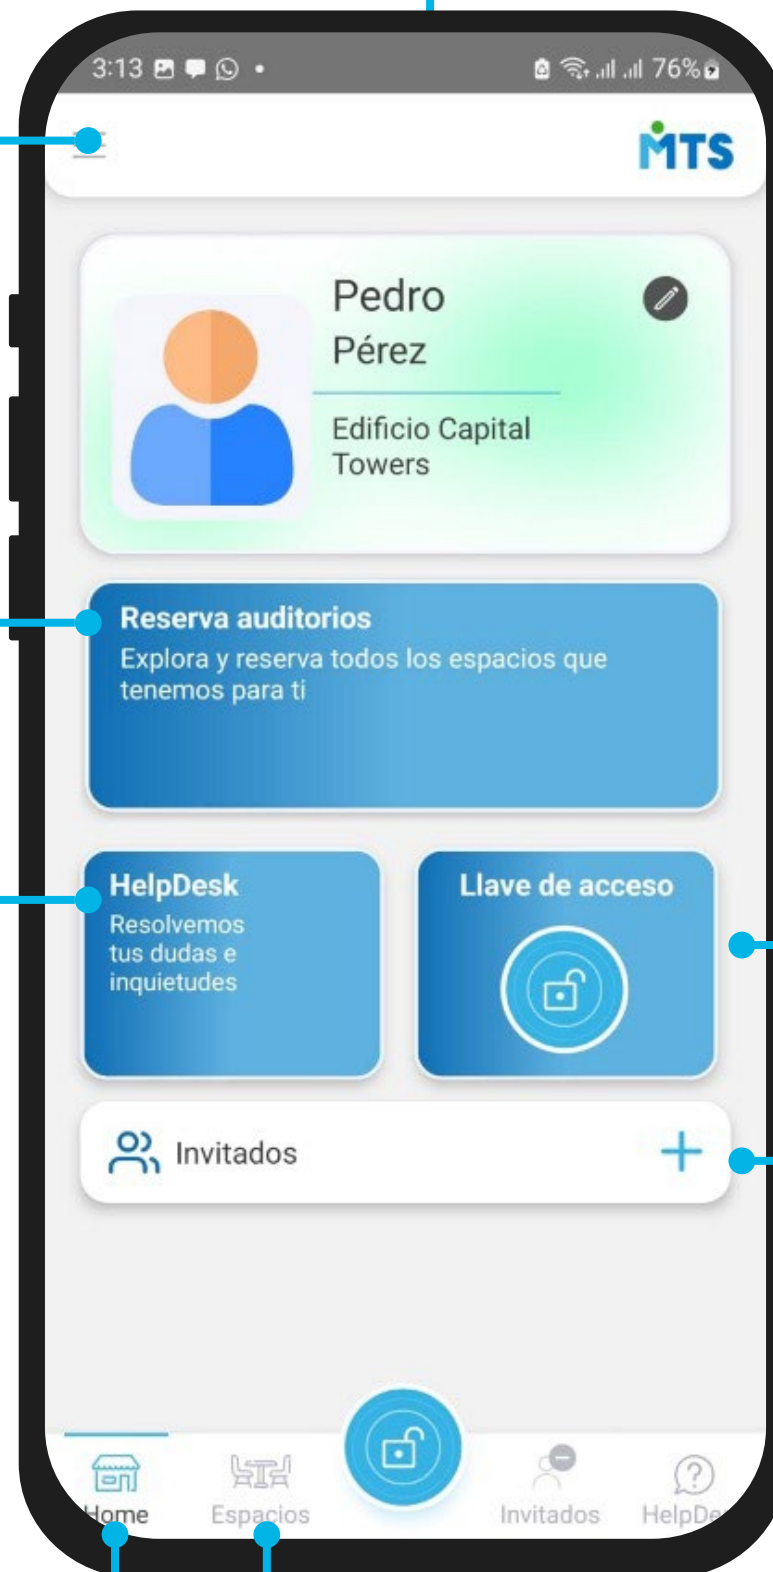 3:13
76%
MTS
Pedro
Pérez
Edificio Capital
Towers
Reserva auditorios
Explora y reserva todos los espacios que
tenemos para ti
HelpDesk
Resolvemos
tus dudas e
inquietudes
Llave de acceso
Invitados
Home
Espacios
Invitados
HelpDe